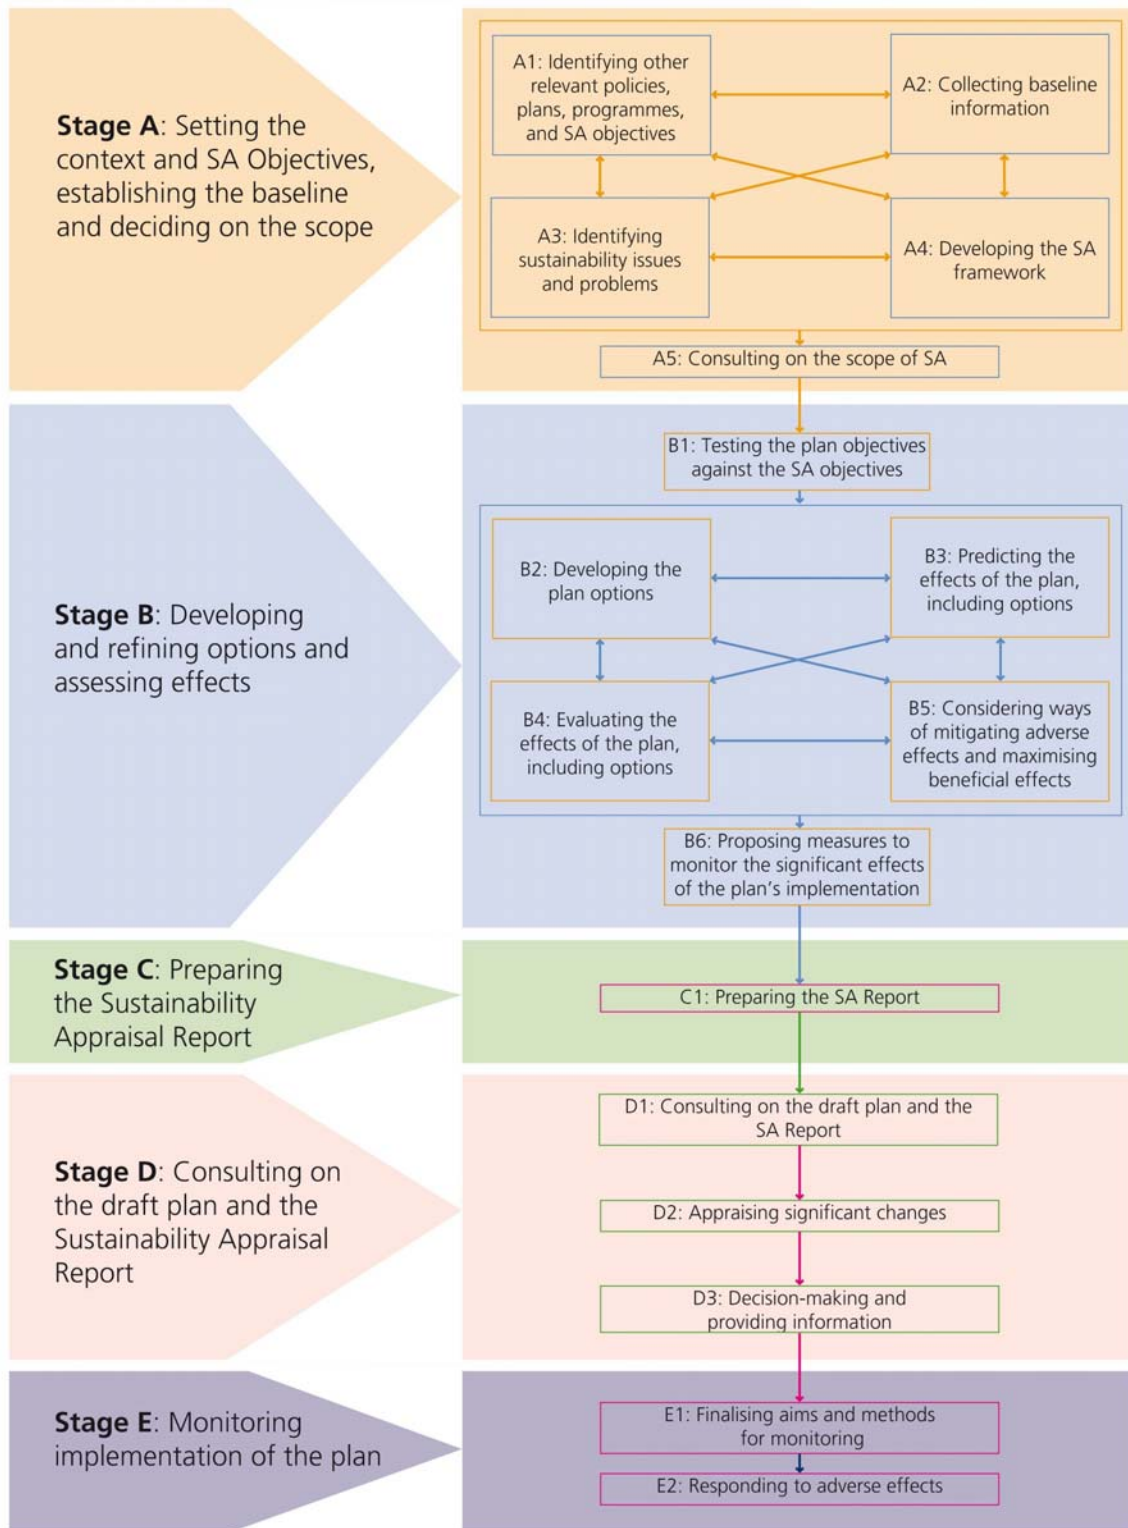 Stage A: Setting the
context and SA Objectives,
establishing the baseline
and deciding on the scope
A1: Identifying other
relevant policies,
plans, programmes,
and SA objectives
A2: Collecting baseline
information
A3: Identifying
sustainability issues
and problems
A4: Developing the SA
framework
A5: Consulting on the scope of SA
Stage B: Developing
and refining options and
assessing effects
B1: Testing the plan objectives
against the SA objectives
B2: Developing the
plan options
B3: Predicting the
effects of the plan,
including options
B4: Evaluating the
effects of the plan,
including options
B5: Considering ways
of mitigating adverse
effects and maximising
beneficial effects
B6: Proposing measures to
monitor the significant effects
of the plan’s implementation
Stage C: Preparing
the Sustainability
Appraisal Report
C1: Preparing the SA Report
Stage D: Consulting on
the draft plan and the
Sustainability Appraisal
Report
D1: Consulting on the draft plan and the
SA Report
D2: Appraising significant changes
D3: Decision-making and
providing information
Stage E: Monitoring
implementation of the plan
E1: Finalising aims and methods
for monitoring
E2: Responding to adverse effects